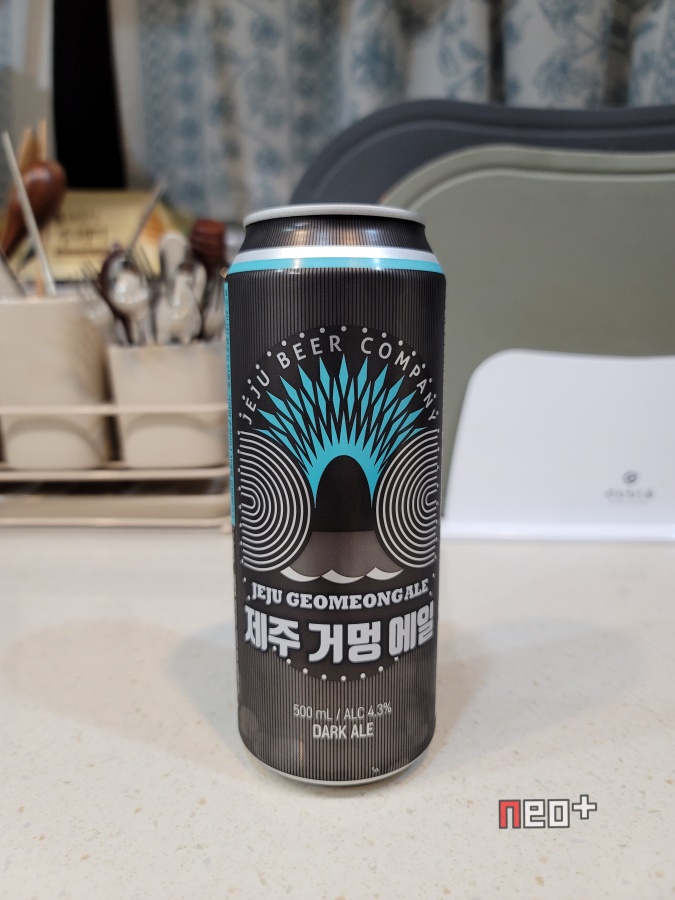 JEJU BEER COMPANY
JEJU GEOMEONG ALE
제주 거멍 에일
500 mL / ALC 4.3%
DARK ALE
neo+